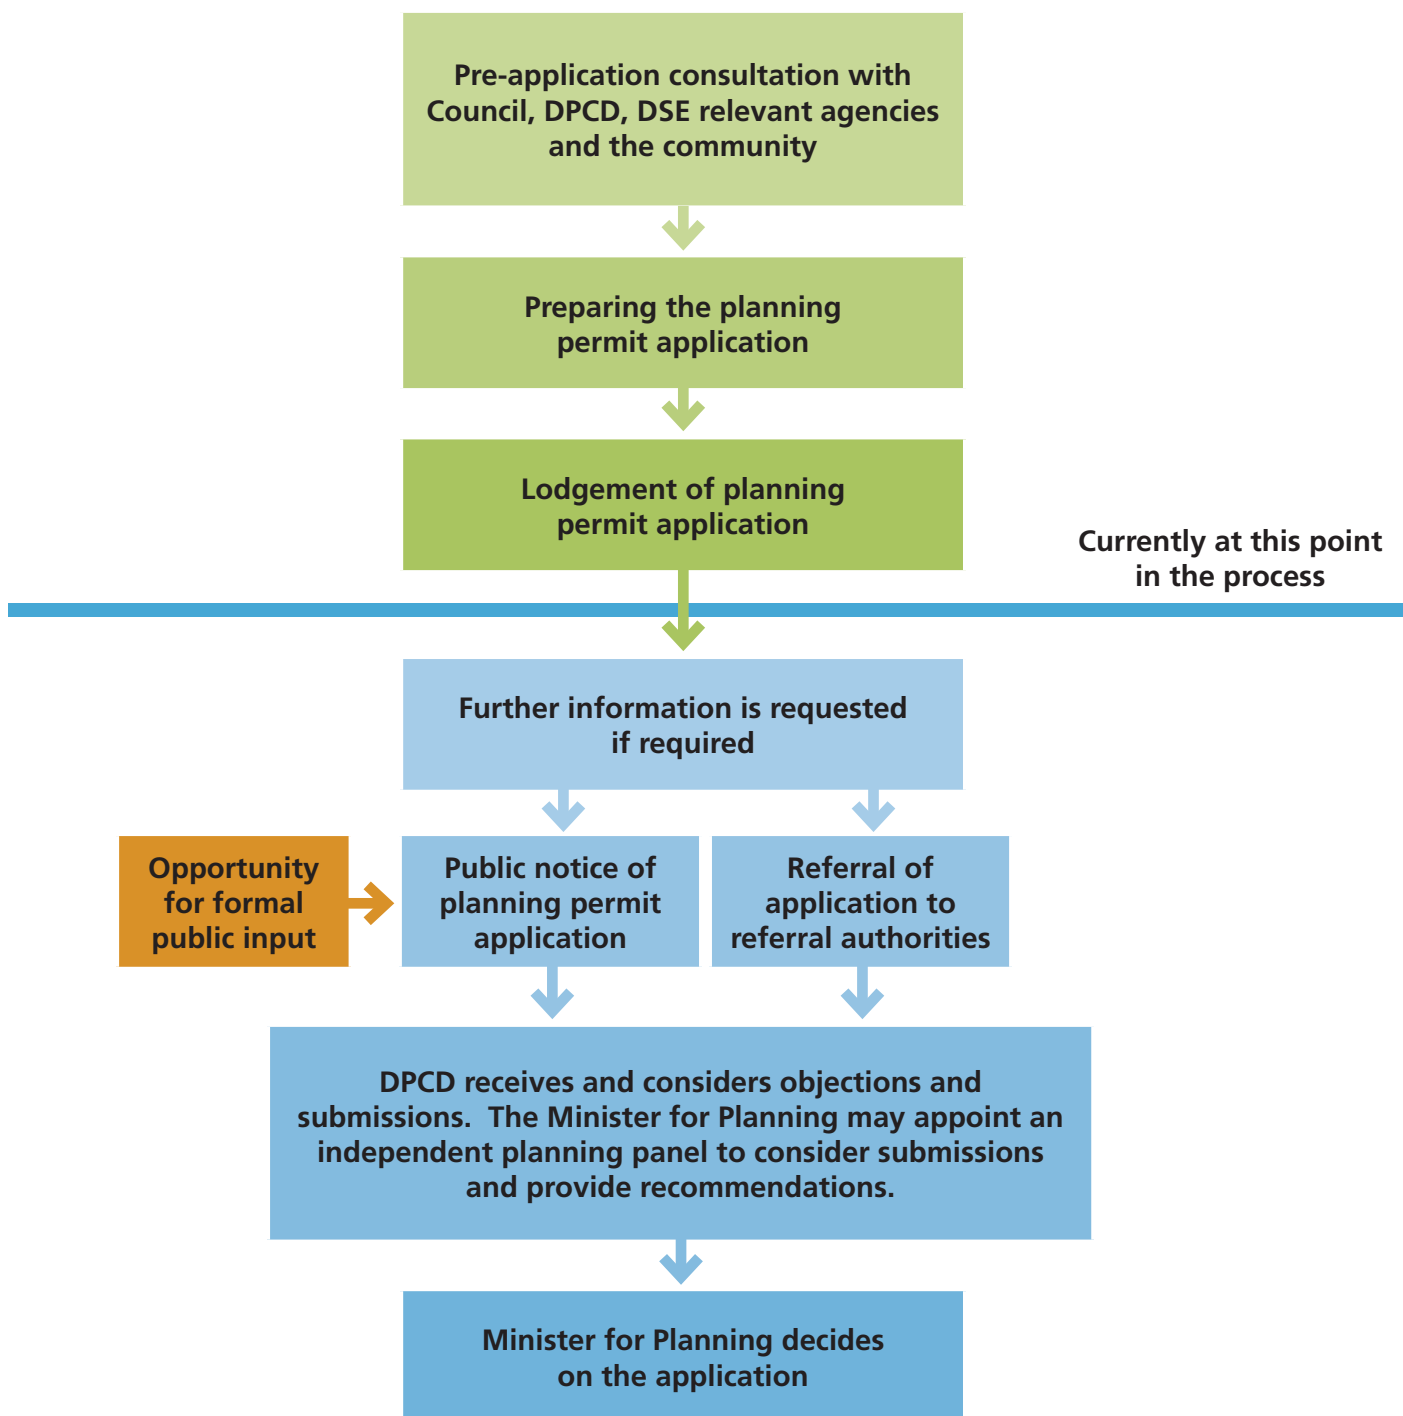 Pre-application consultation with
Council, DPCD, DSE relevant agencies
and the community
Preparing the planning
permit application
Lodgement of planning
permit application
Currently at this point
in the process
Further information is requested
if required
Opportunity
for formal
public input
Public notice of
planning permit
application
Referral of
application to
referral authorities
DPCD receives and considers objections and
submissions.  The Minister for Planning may appoint an
independent planning panel to consider submissions
and provide recommendations.
Minister for Planning decides
on the application